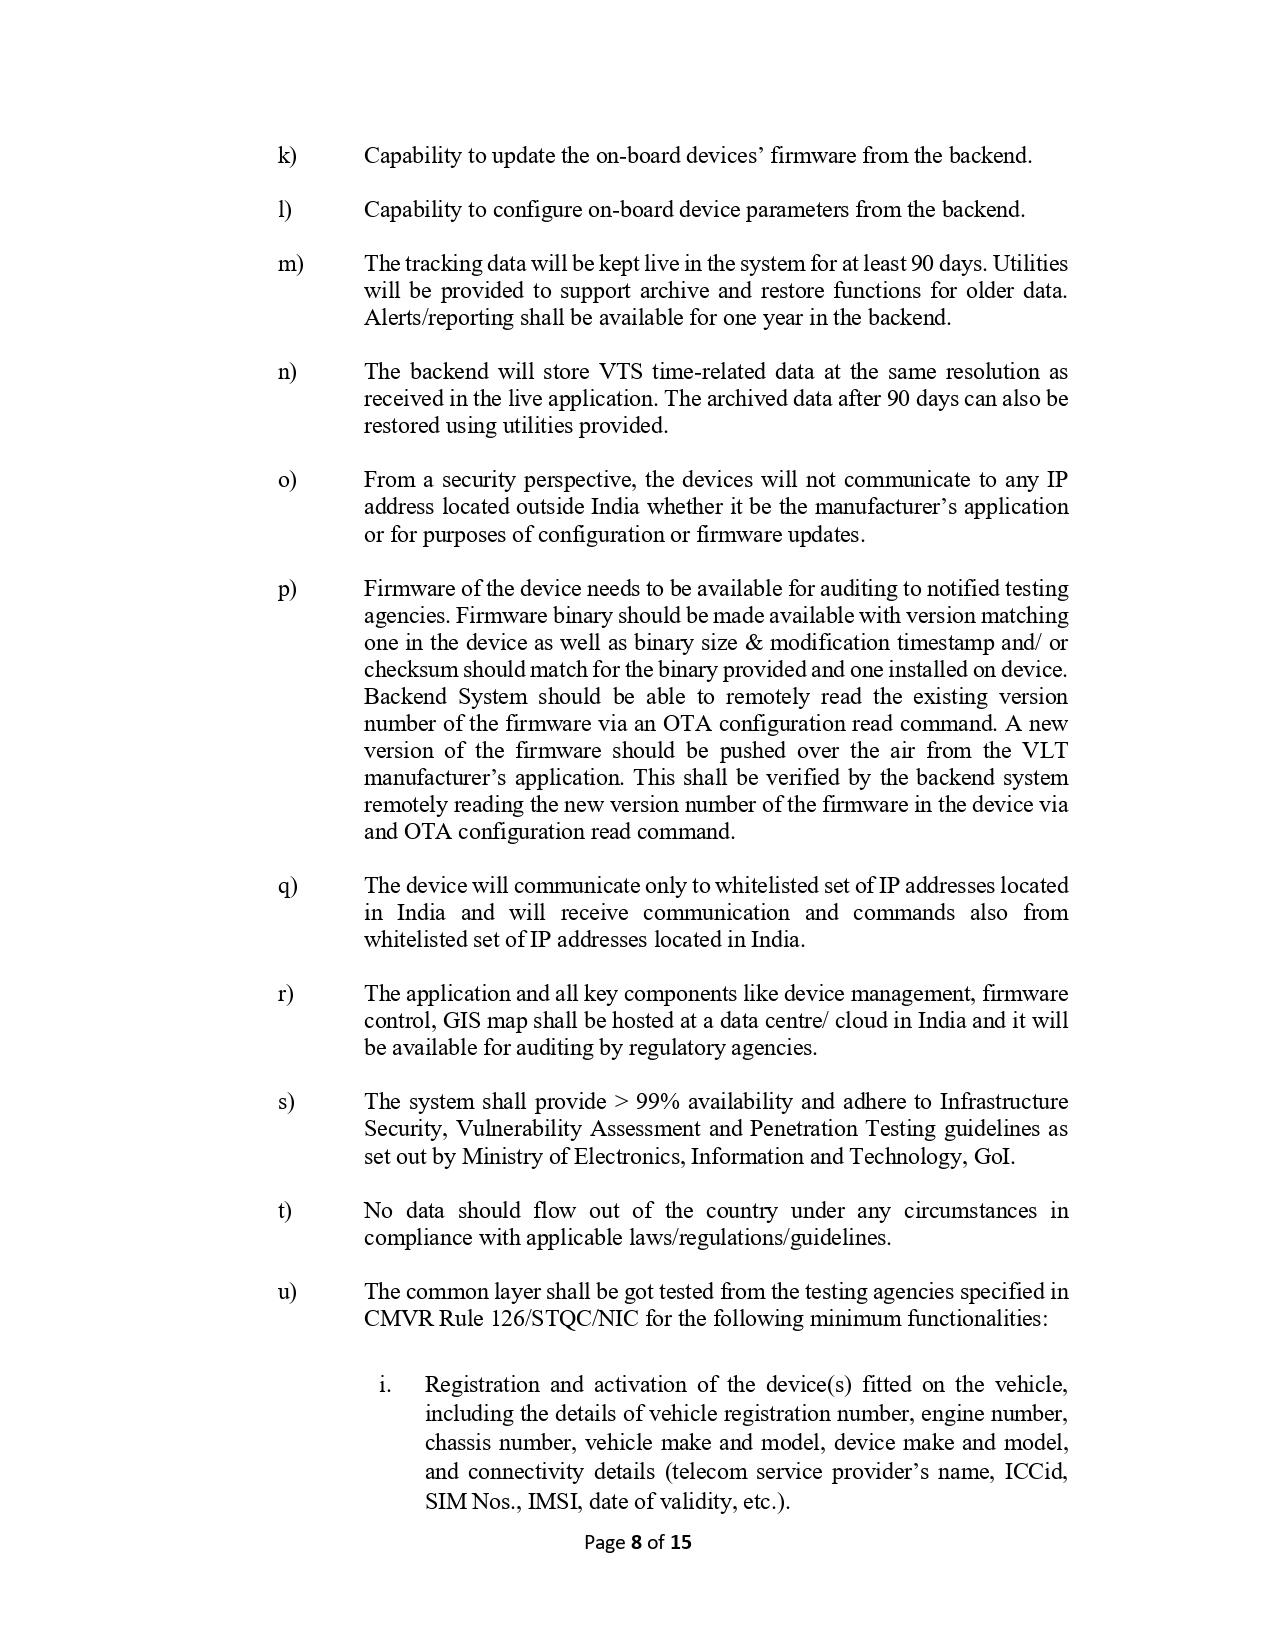 k) Capability to update the on-board devices’ firmware from the backend.
l) Capability to configure on-board device parameters from the backend.
m) The tracking data will be kept live in the system for at least 90 days. Utilities
will be provided to support archive and restore functions for older data.
Alerts/reporting shall be available for one year in the backend.
n) The backend will store VTS time-related data at the same resolution as
received in the live application. The archived data after 90 days can also be
restored using utilities provided.
o) From a security perspective, the devices will not communicate to any IP
address located outside India whether it be the manufacturer’s application
or for purposes of configuration or firmware updates.
p) Firmware of the device needs to be available for auditing to notified testing
agencies. Firmware binary should be made available with version matching
one in the device as well as binary size & modification timestamp and/ or
checksum should match for the binary provided and one installed on device.
Backend System should be able to remotely read the existing version
number of the firmware via an OTA configuration read command. A new
version of the firmware should be pushed over the air from the VLT
manufacturer’s application. This shall be verified by the backend system
remotely reading the new version number of the firmware in the device via
and OTA configuration read command.
q) The device will communicate only to whitelisted set of IP addresses located
in India and will receive communication and commands also from
whitelisted set of IP addresses located in India.
r) The application and all key components like device management, firmware
control, GIS map shall be hosted at a data centre/ cloud in India and it will
be available for auditing by regulatory agencies.
s) The system shall provide > 99% availability and adhere to Infrastructure
Security, Vulnerability Assessment and Penetration Testing guidelines as
set out by Ministry of Electronics, Information and Technology, GoI.
t) No data should flow out of the country under any circumstances in
compliance with applicable laws/regulations/guidelines.
u) The common layer shall be got tested from the testing agencies specified in
CMVR Rule 126/STQC/NIC for the following minimum functionalities:
i. Registration and activation of the device(s) fitted on the vehicle,
including the details of vehicle registration number, engine number,
chassis number, vehicle make and model, device make and model,
and connectivity details (telecom service provider’s name, ICCid,
SIM Nos., IMSI, date of validity, etc.).
Page 8 of 15